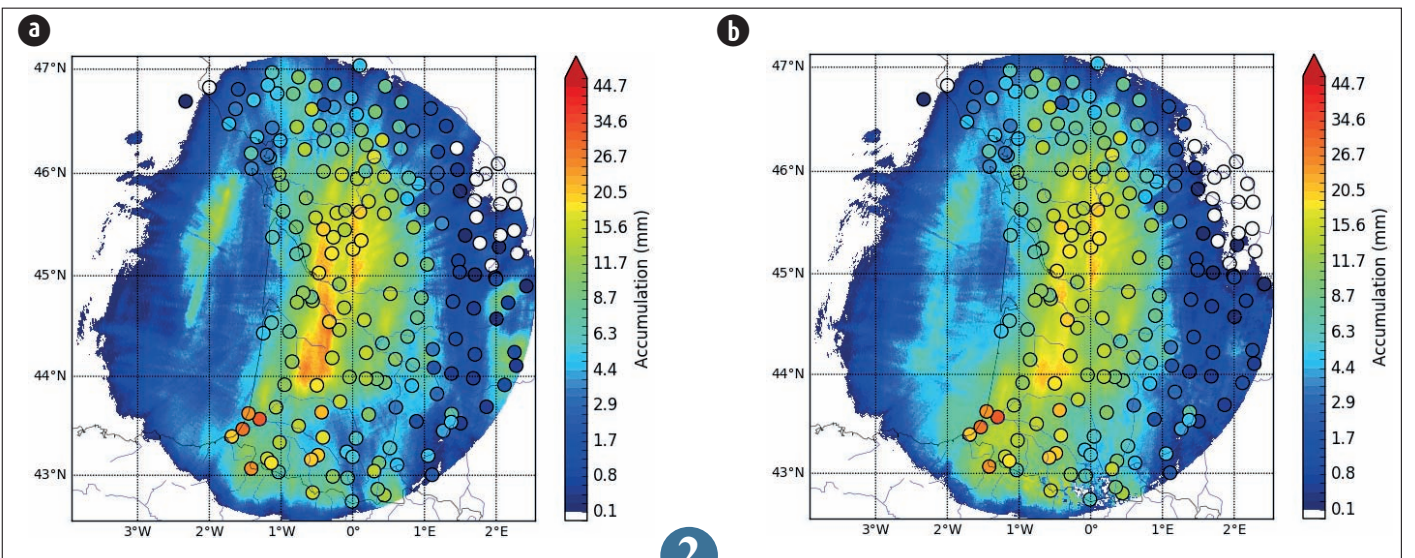 a
47°N
46°N
45°N
44°N
43°N
3°W 2°W 1°W 0° 1°E 2°E
44.7
34.6
26.7
20.5
15.6
11.7
8.7
6.3
4.4
2.9
1.7
0.8
0.1
Accumulation (mm)
b
47°N
46°N
45°N
44°N
43°N
3°W 2°W 1°W 0° 1°E 2°E
44.7
34.6
26.7
20.5
15.6
11.7
8.7
6.3
4.4
2.9
1.7
0.8
0.1
Accumulation (mm)
2